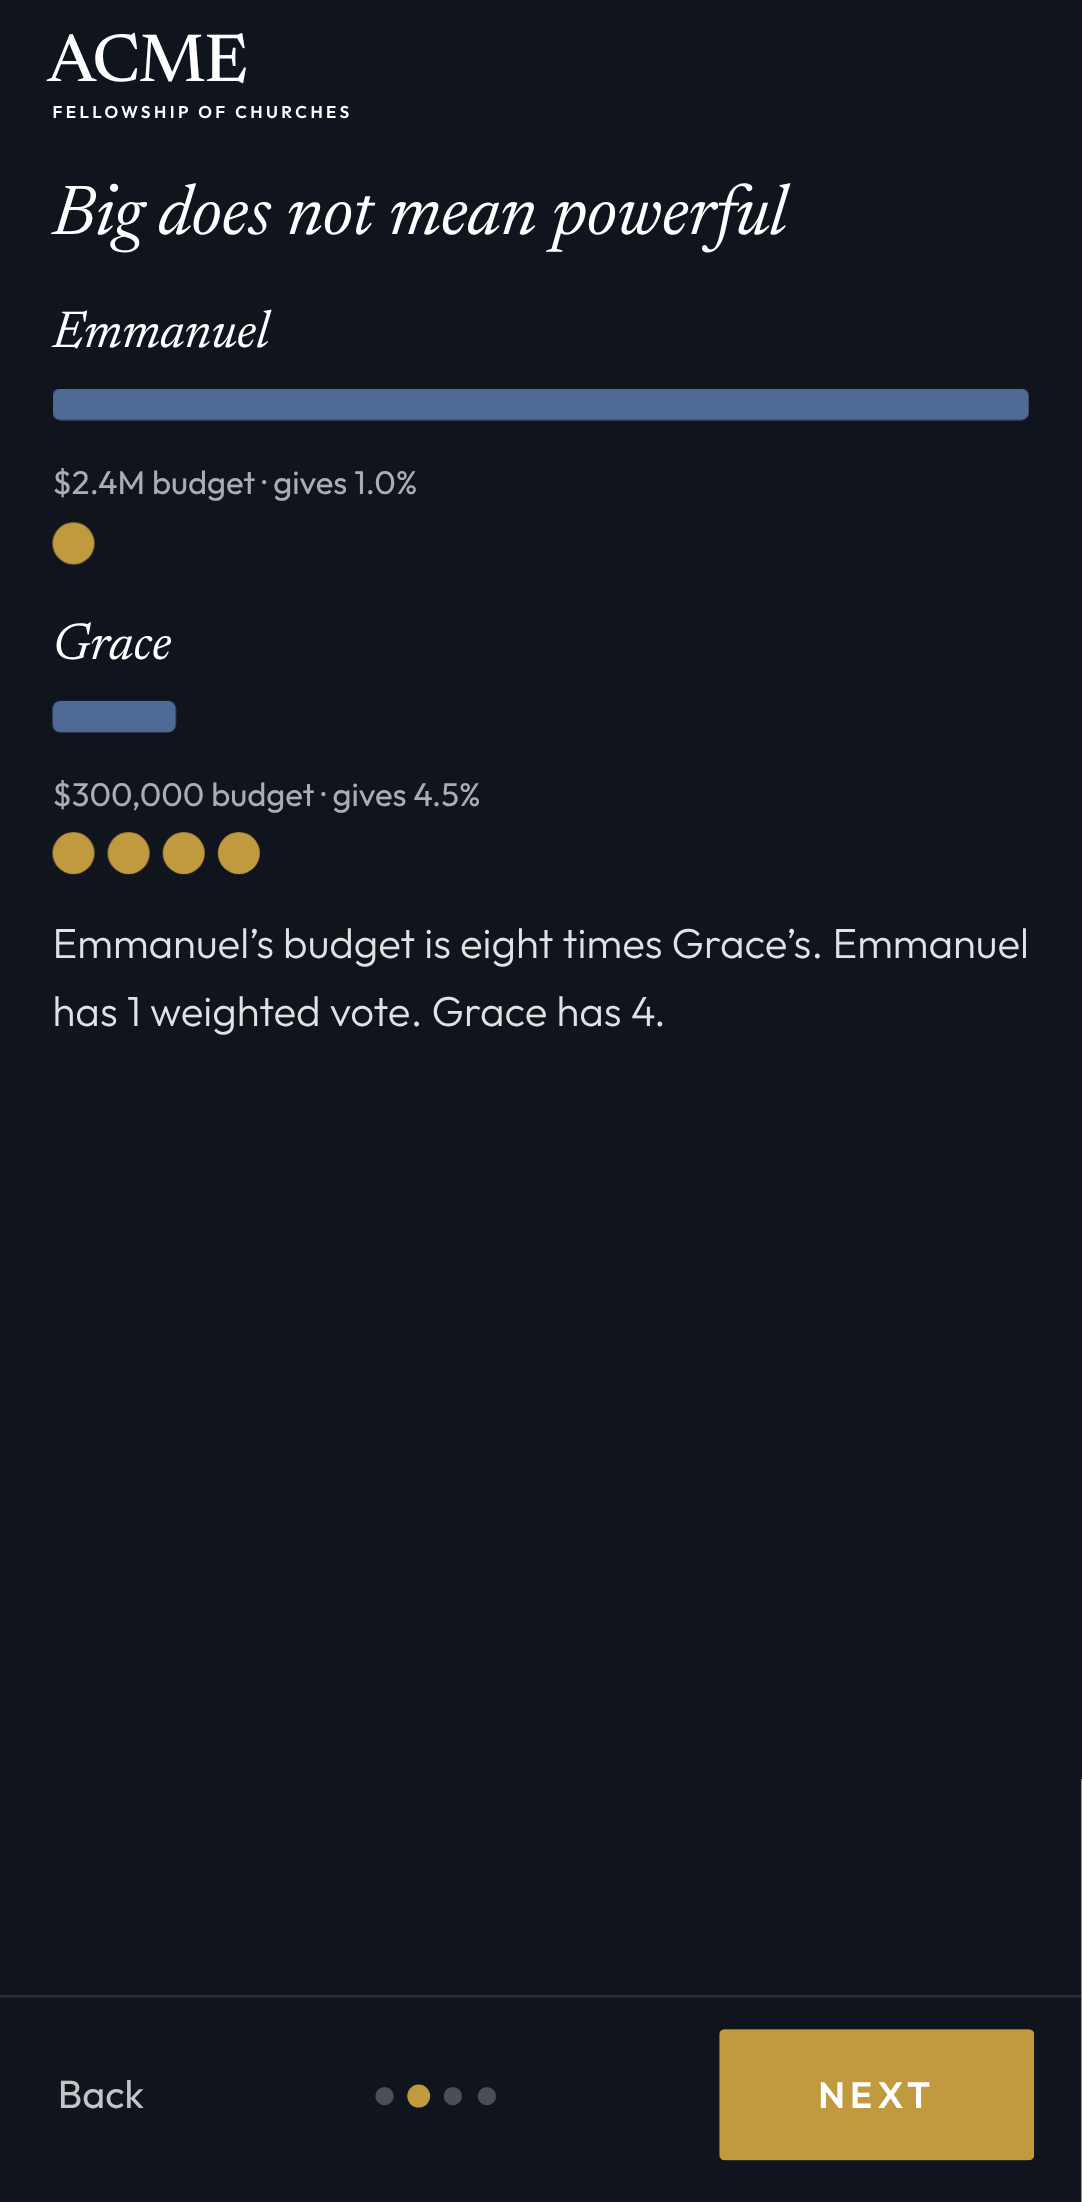 ACME
FELLOWSHIP OF CHURCHES
Big does not mean powerful
Emmanuel
$2.4M budget · gives 1.0%
Grace
$300,000 budget · gives 4.5%
Emmanuel’s budget is eight times Grace’s. Emmanuel
has 1 weighted vote. Grace has 4.
Back
NEXT